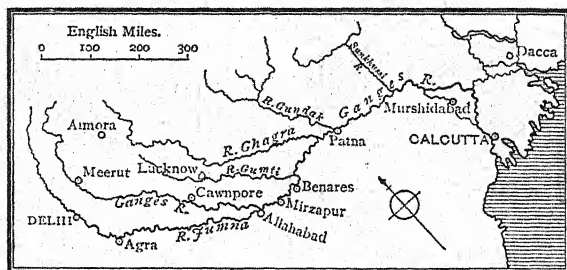 English Miles.
0 100 200 300
Dacca
R.
Ganges R.
R. Gundak
Murshidabad
Almora
R. Ghagra
Patna
CALCUTTA
Meerut
Lucknow
R. Gumti
Benares
Ganges R.
Cawnpore
Mirzapur
DELHI
Allahabad
R. Jumna
Agra